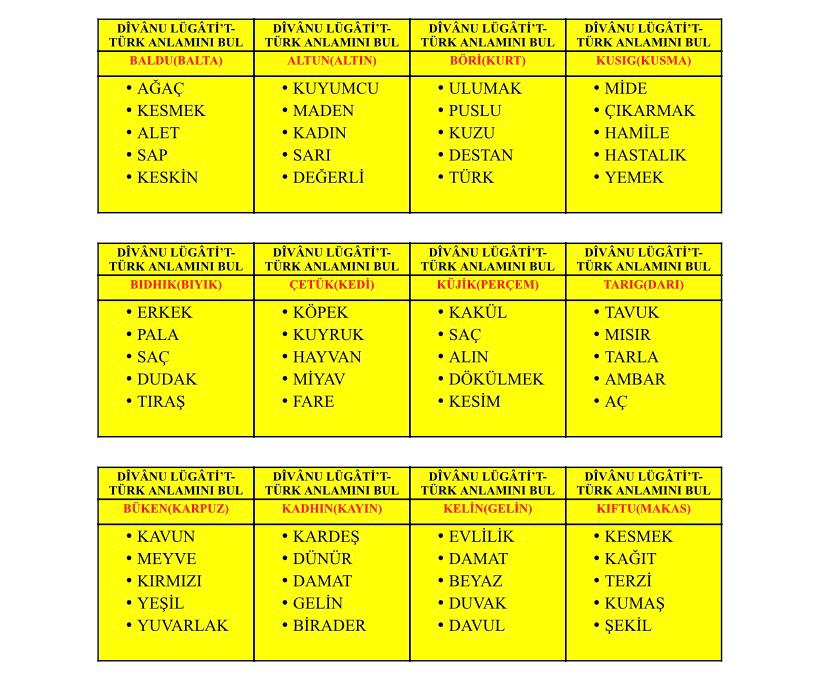 DÎVÂNU LÜGÂTİ'T-
TÜRK ANLAMINI BUL
BALDU(BALTA)
• AĞAÇ
• KESMEK
• ALET
• SAP
• KESKİN
DÎVÂNU LÜGÂTİ'T-
TÜRK ANLAMINI BUL
ALTUN(ALTIN)
• KUYUMCU
• MADEN
• KADIN
• SARI
• DEĞERLİ
DÎVÂNU LÜGÂTİ'T-
TÜRK ANLAMINI BUL
BÖRİ(KURT)
• ULUMAK
• PUSLU
• KUZU
• DESTAN
• TÜRK
DÎVÂNU LÜGÂTİ'T-
TÜRK ANLAMINI BUL
KUSIG(KUSMA)
• MİDE
• ÇIKARMAK
• HAMİLE
• HASTALIK
• YEMEK
DÎVÂNU LÜGÂTİ'T-
TÜRK ANLAMINI BUL
BIDHIK(BIYIK)
• ERKEK
• PALA
• SAÇ
• DUDAK
• TIRAŞ
DÎVÂNU LÜGÂTİ'T-
TÜRK ANLAMINI BUL
ÇETÜK(KEDİ)
• KÖPEK
• KUYRUK
• HAYVAN
• MİYAV
• FARE
DÎVÂNU LÜGÂTİ'T-
TÜRK ANLAMINI BUL
KÜJİK(PERÇEM)
• KAKÜL
• SAÇ
• ALIN
• DÖKÜLMEK
• KESİM
DÎVÂNU LÜGÂTİ'T-
TÜRK ANLAMINI BUL
TARIG(DARI)
• TAVUK
• MISIR
• TARLA
• AMBAR
• AÇ
DÎVÂNU LÜGÂTİ'T-
TÜRK ANLAMINI BUL
BÜKEN(KARPUZ)
• KAVUN
• MEYVE
• KIRMIZI
• YEŞİL
• YUVARLAK
DÎVÂNU LÜGÂTİ'T-
TÜRK ANLAMINI BUL
KADHIN(KAYIN)
• KARDEŞ
• DÜNÜR
• DAMAT
• GELİN
• BİRADER
DÎVÂNU LÜGÂTİ'T-
TÜRK ANLAMINI BUL
KELİN(GELİN)
• EVLİLİK
• DAMAT
• BEYAZ
• DUVAK
• DAVUL
DÎVÂNU LÜGÂTİ'T-
TÜRK ANLAMINI BUL
KIFTU(MAKAS)
• KESMEK
• KAĞIT
• TERZİ
• KUMAŞ
• ŞEKİL